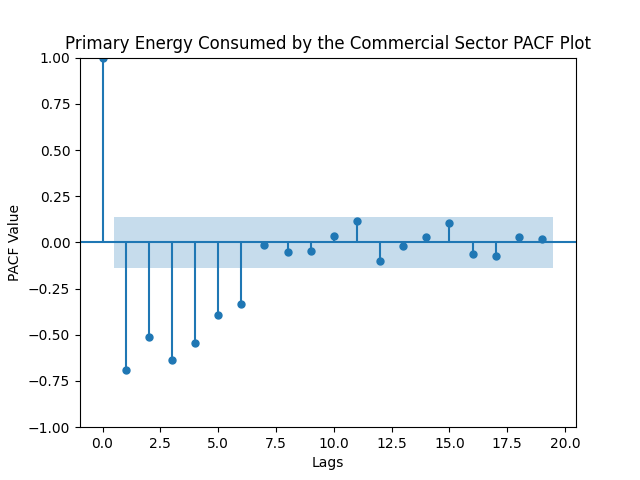 Primary Energy Consumed by the Commercial Sector PACF Plot
1.00
0.75
0.50
0.25
0.00
−0.25
−0.50
−0.75
−1.00
PACF Value
0.0 2.5 5.0 7.5 10.0 12.5 15.0 17.5 20.0
Lags